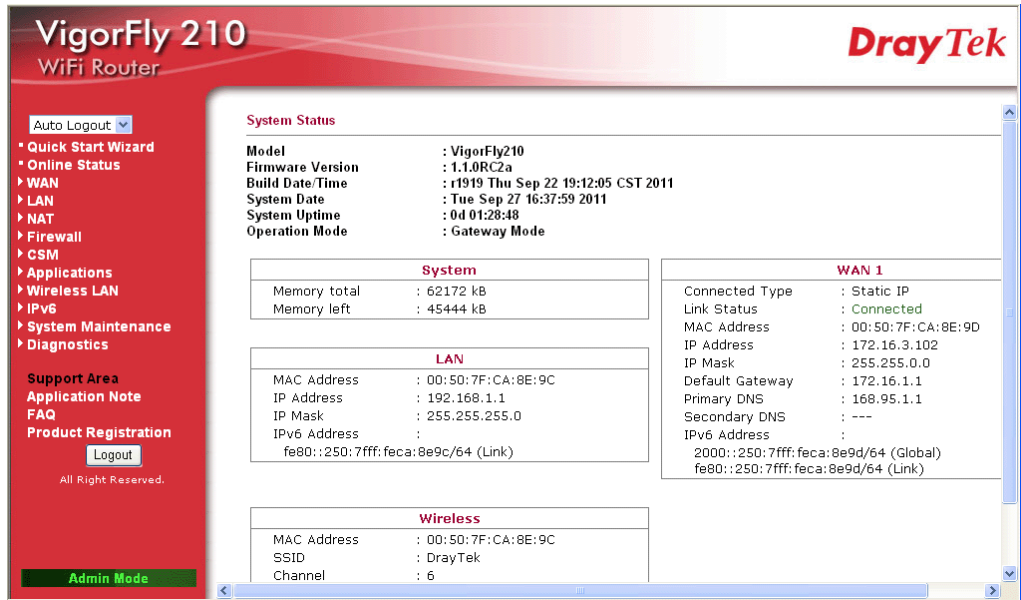 VigorFly 210
WiFi Router
DrayTek
Auto Logout
Quick Start Wizard
Online Status
WAN
LAN
NAT
Firewall
CSM
Applications
Wireless LAN
IPv6
System Maintenance
Diagnostics
Support Area
Application Note
FAQ
Product Registration
Logout
All Right Reserved.
Admin Mode
System Status
Model : VigorFly210
Firmware Version : 1.1.0RC2a
Build Date/Time : r1919 Thu Sep 22 19:12:05 CST 2011
System Date : Tue Sep 27 16:37:59 2011
System Uptime : 0d 01:28:48
Operation Mode : Gateway Mode
System
Memory total : 62172 kB
Memory left : 45444 kB
LAN
MAC Address : 00:50:7F:CA:8E:9C
IP Address : 192.168.1.1
IP Mask : 255.255.255.0
IPv6 Address :
fe80::250:7fff:feca:8e9c/64 (Link)
Wireless
MAC Address : 00:50:7F:CA:8E:9C
SSID : DrayTek
Channel : 6
WAN 1
Connected Type : Static IP
Link Status : Connected
MAC Address : 00:50:7F:CA:8E:9D
IP Address : 172.16.3.102
IP Mask : 255.255.0.0
Default Gateway : 172.16.1.1
Primary DNS : 168.95.1.1
Secondary DNS : ---
IPv6 Address :
2000::250:7fff:feca:8e9d/64 (Global)
fe80::250:7fff:feca:8e9d/64 (Link)